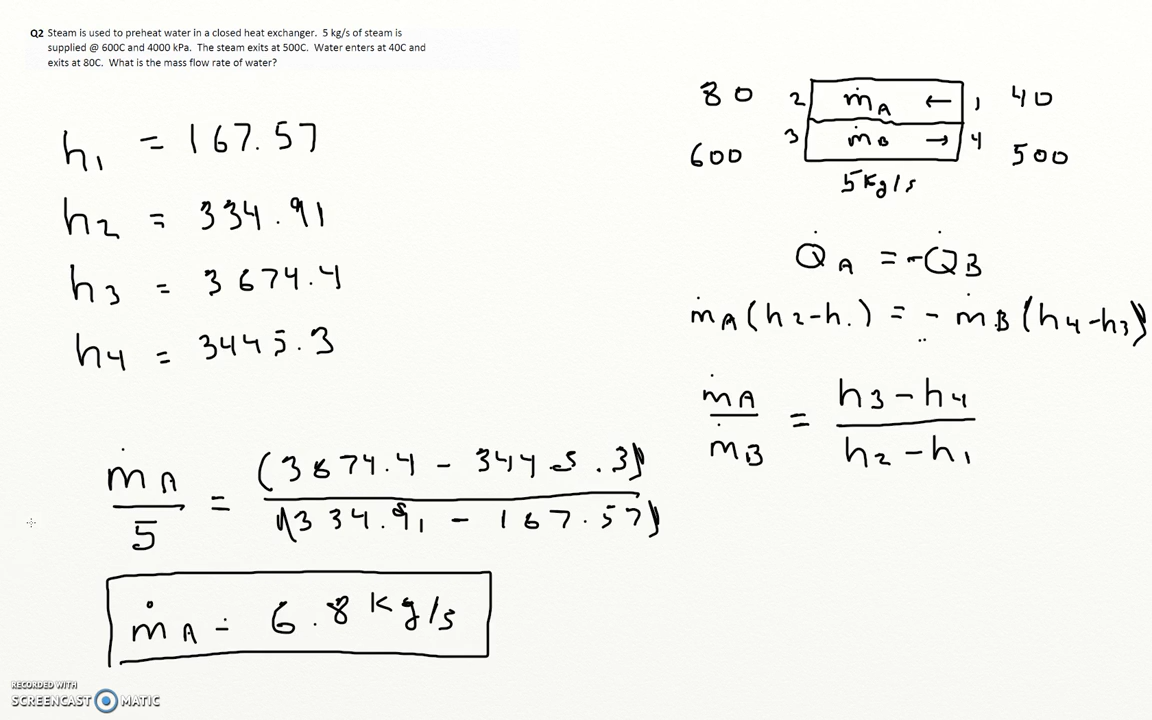 Q2 Steam is used to preheat water in a closed heat exchanger. 5 kg/s of steam is
supplied @ 600C and 4000 kPa. The steam exits at 500C. Water enters at 40C and
exits at 80C. What is the mass flow rate of water?
80 2 ṁA ← 1 40
600 3 ṁB → 4 500
5 Kg/s
h1 = 167.57
h2 = 334.91
h3 = 3674.4
h4 = 3445.3
Q̇A = -Q̇B
ṁA (h2-h1) = - ṁB (h4-h3)
ṁA / ṁB = h3-h4 / h2-h1
ṁA / 5 = (3674.4 - 3445.3) / (334.91 - 167.57)
ṁA = 6.8 Kg/s
RECORDED WITH
SCREENCAST MATIC